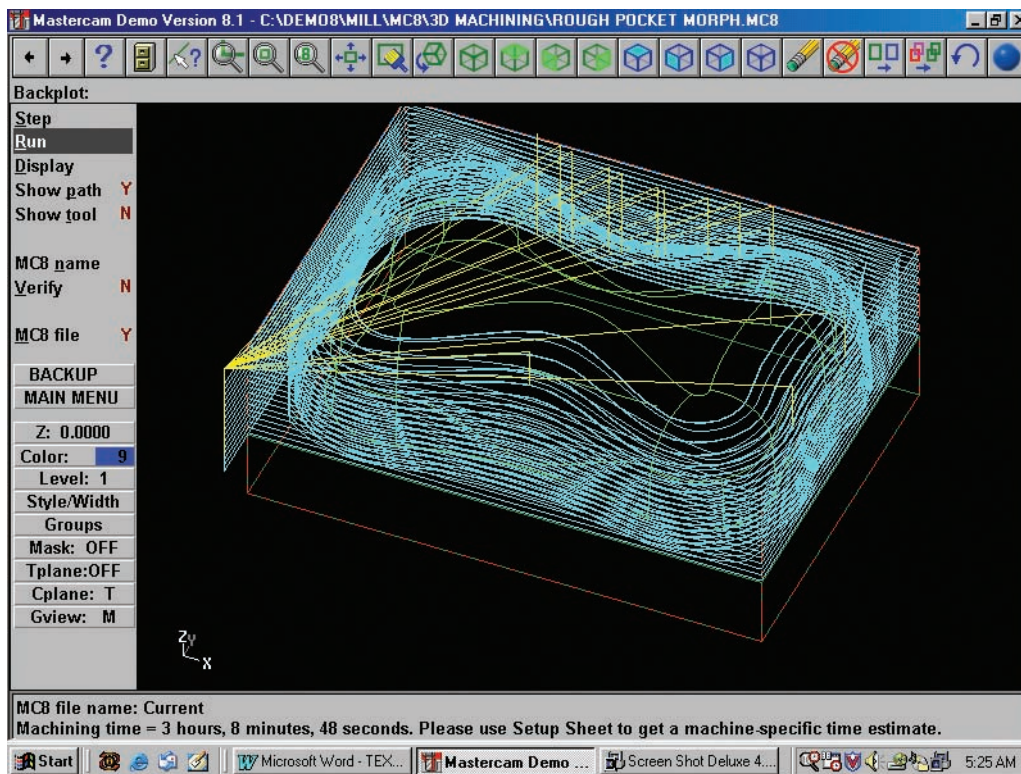 Mastercam Demo Version 8.1 - C:\DEMO8\MILL\MC8\3D MACHINING\ROUGH POCKET MORPH.MC8
? ? 8
Backplot:
Step
Run
Display
Show path Y
Show tool N
MC8 name
Verify N
MC8 file Y
BACKUP
MAIN MENU
Z: 0.0000
Color: 9
Level: 1
Style/Width
Groups
Mask: OFF
Tplane:OFF
Cplane: T
Gview: M
Z Y
X
MC8 file name: Current
Machining time = 3 hours, 8 minutes, 48 seconds. Please use Setup Sheet to get a machine-specific time estimate.
Start
Microsoft Word - TEX...
Mastercam Demo ...
Screen Shot Deluxe 4....
5:25 AM